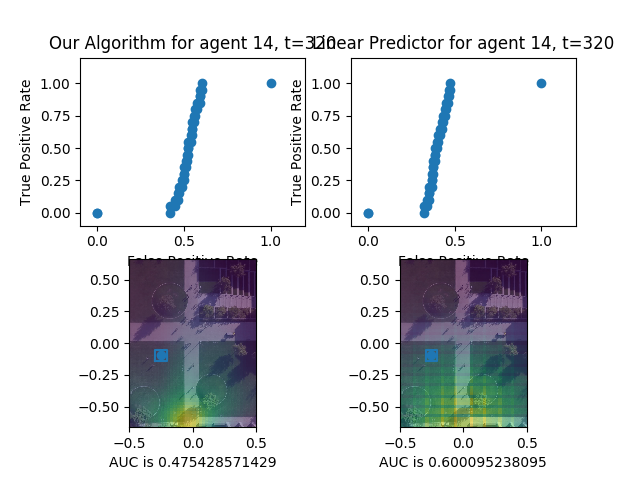 Our Algorithm for agent 14, t=320
Linear Predictor for agent 14, t=320
True Positive Rate
1.00
0.75
0.50
0.25
0.00
0.0 0.5 1.0
False Positive Rate
True Positive Rate
1.00
0.75
0.50
0.25
0.00
0.0 0.5 1.0
False Positive Rate
0.50
0.25
0.00
−0.25
−0.50
−0.5 0.0 0.5
AUC is 0.475428571429
0.50
0.25
0.00
−0.25
−0.50
−0.5 0.0 0.5
AUC is 0.600095238095